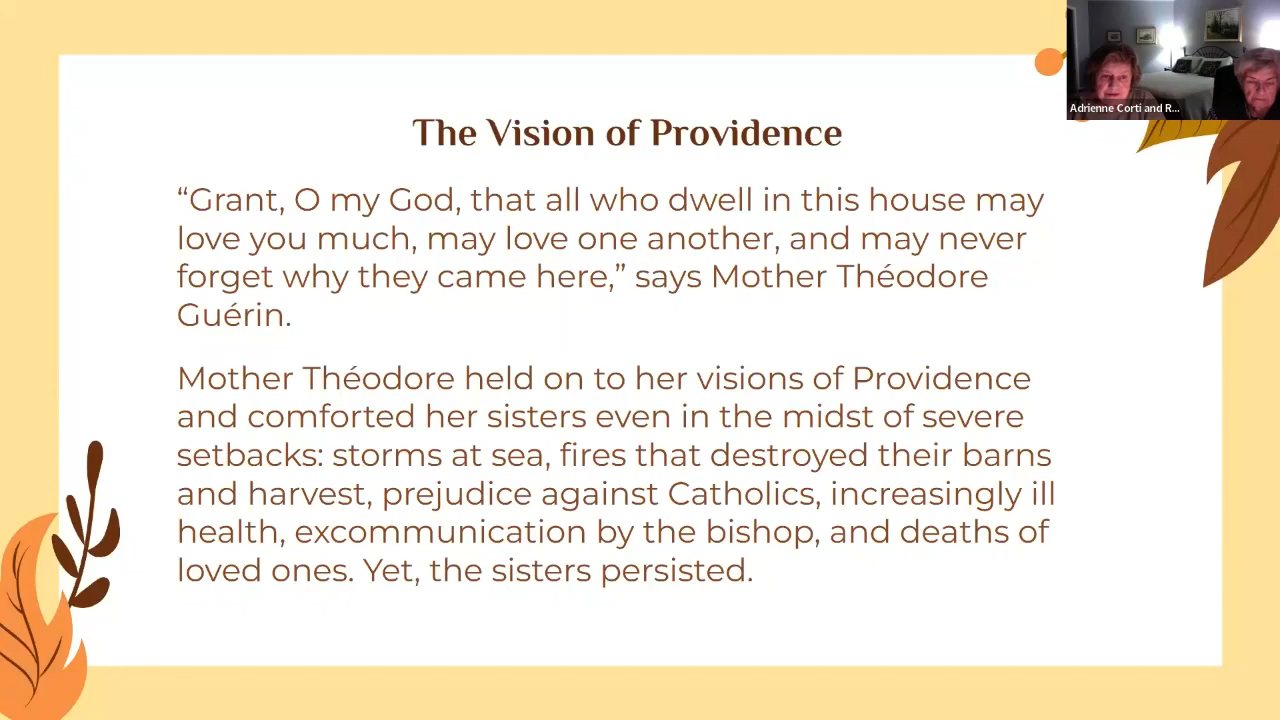 The Vision of Providence
“Grant, O my God, that all who dwell in this house may
love you much, may love one another, and may never
forget why they came here,” says Mother Théodore
Guérin.
Mother Théodore held on to her visions of Providence
and comforted her sisters even in the midst of severe
setbacks: storms at sea, fires that destroyed their barns
and harvest, prejudice against Catholics, increasingly ill
health, excommunication by the bishop, and deaths of
loved ones. Yet, the sisters persisted.
Adrienne Corti and R...